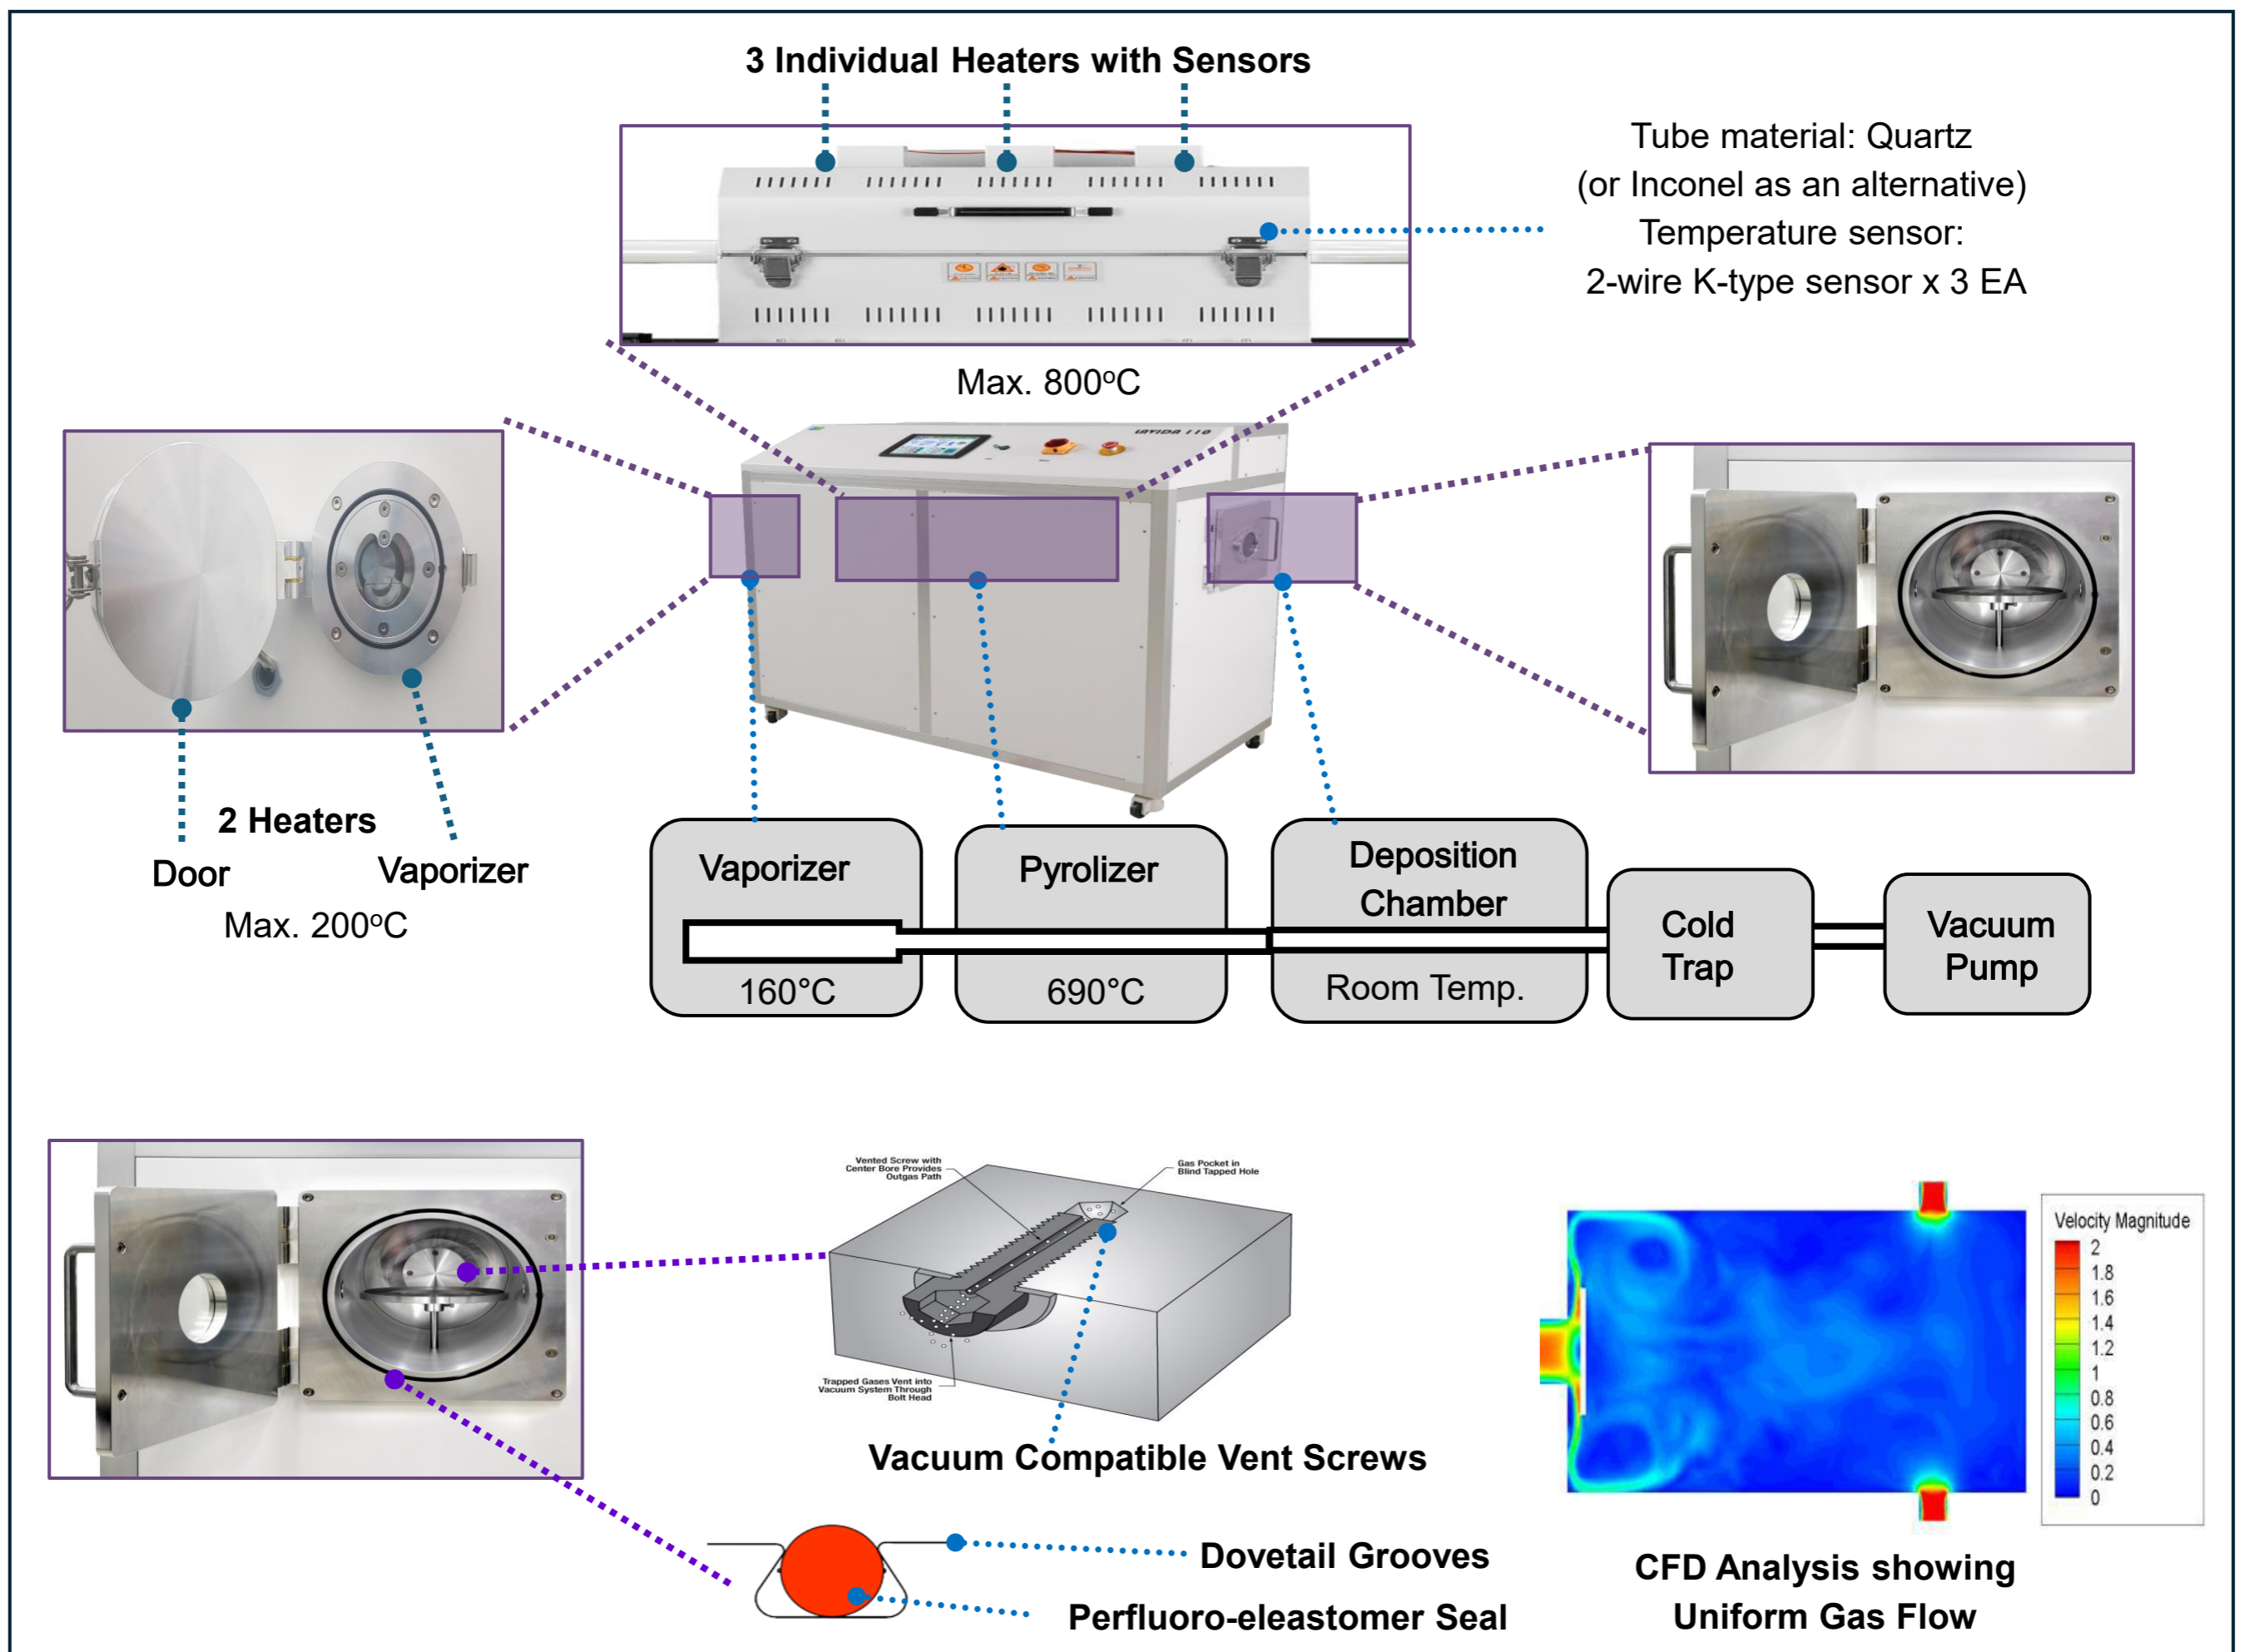 3 Individual Heaters with Sensors
Tube material: Quartz
(or Inconel as an alternative)
Temperature sensor:
2-wire K-type sensor x 3 EA
Max. 800°C
LAVIDA 110
2 Heaters
Door
Vaporizer
Max. 200°C
Vaporizer
160°C
Pyrolizer
690°C
Deposition
Chamber
Room Temp.
Cold
Trap
Vacuum
Pump
Vented Screw with
Center Bore Provides
Outgas Path
Gas Pocket in
Blind Tapped Hole
Trapped Gases Vent into
Vacuum System Through
Bolt Head
Vacuum Compatible Vent Screws
Dovetail Grooves
Perfluoro-eleastomer Seal
Velocity Magnitude
2
1.8
1.6
1.4
1.2
1
0.8
0.6
0.4
0.2
0
CFD Analysis showing
Uniform Gas Flow